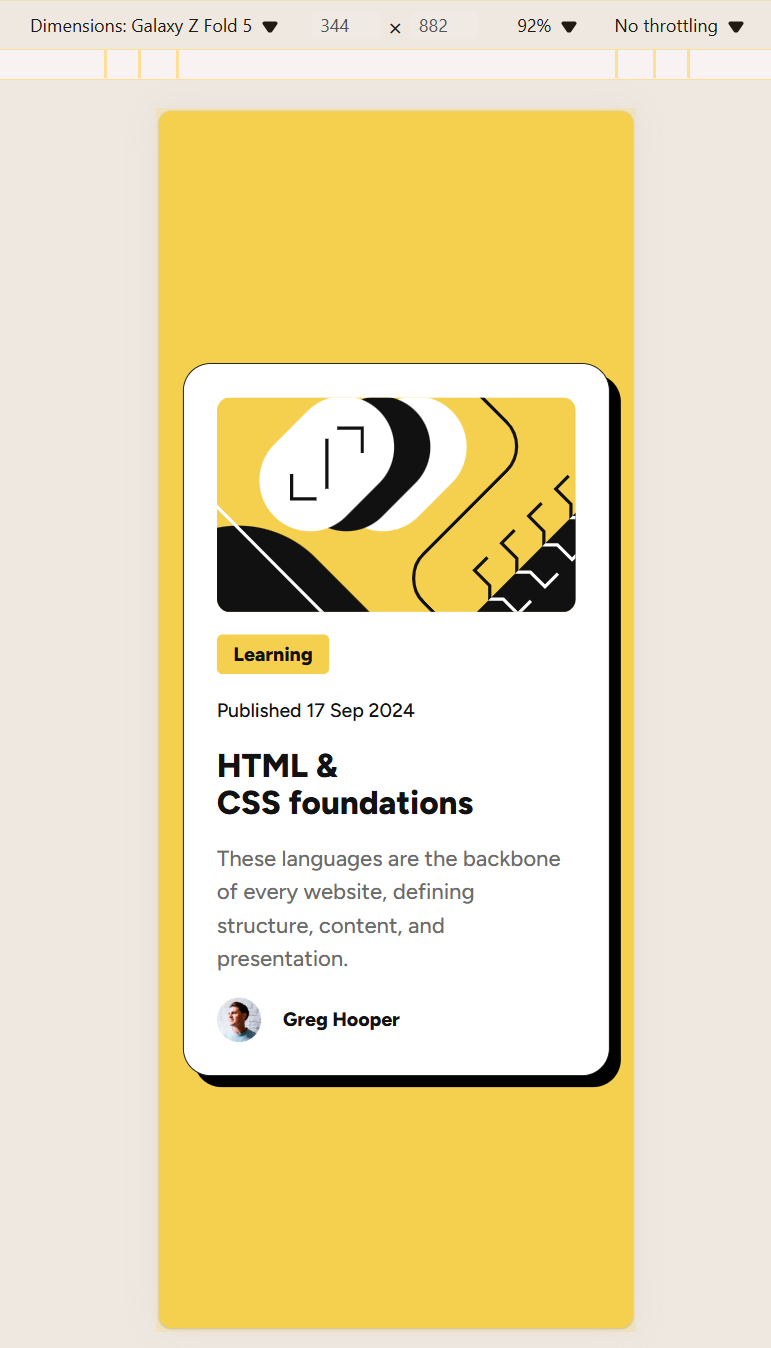 Dimensions: Galaxy Z Fold 5 344 × 882 92% No throttling
Learning
Published 17 Sep 2024
HTML &
CSS foundations
These languages are the backbone
of every website, defining
structure, content, and
presentation.
Greg Hooper